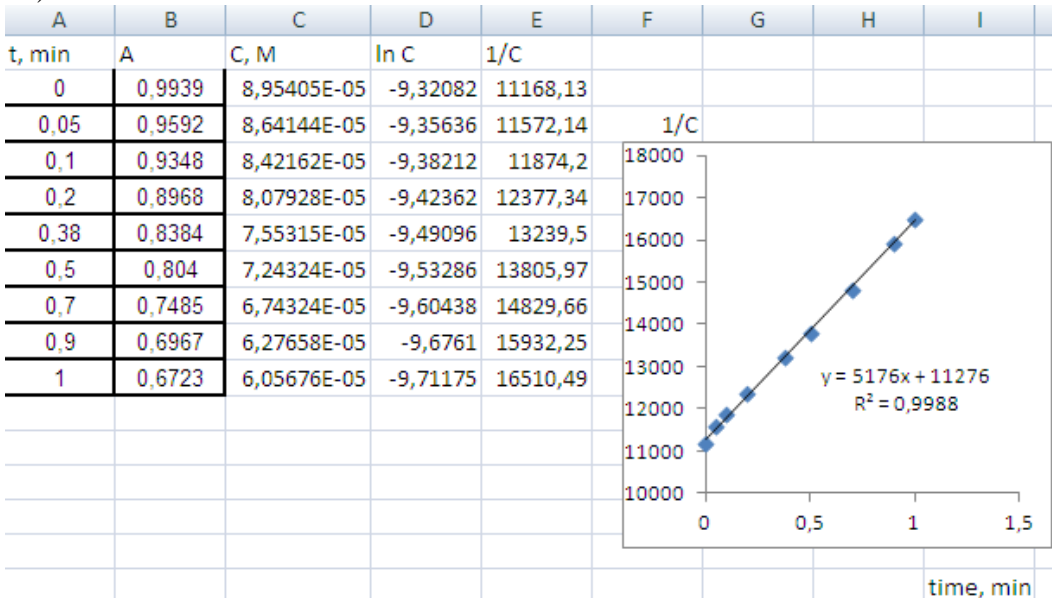 A B C D E F G H I
t, min A C, M ln C 1/C
0 0,9939 8,95405E-05 -9,32082 11168,13
0,05 0,9592 8,64144E-05 -9,35636 11572,14 1/C
0,1 0,9348 8,42162E-05 -9,38212 11874,2
0,2 0,8968 8,07928E-05 -9,42362 12377,34
0,38 0,8384 7,55315E-05 -9,49096 13239,5
0,5 0,804 7,24324E-05 -9,53286 13805,97
0,7 0,7485 6,74324E-05 -9,60438 14829,66
0,9 0,6967 6,27658E-05 -9,6761 15932,25
1 0,6723 6,05676E-05 -9,71175 16510,49
18000
17000
16000
15000
14000
13000
12000
11000
10000
y = 5176x + 11276
R² = 0,9988
0 0,5 1 1,5
time, min